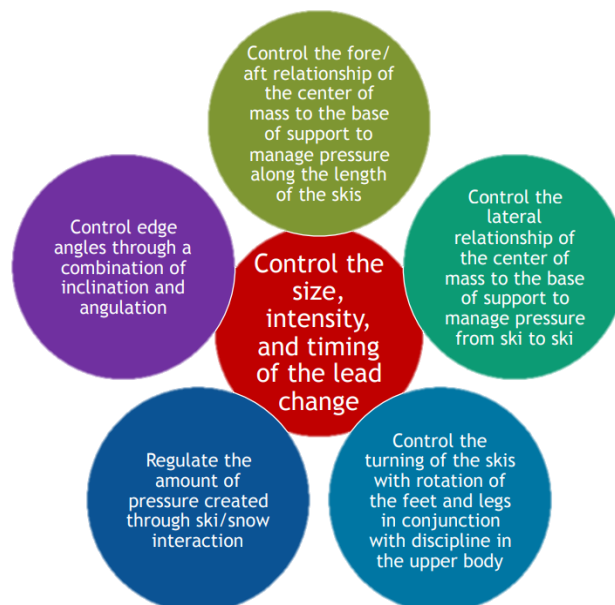 Control the fore/
aft relationship of
the center of
mass to the base
of support to
manage pressure
along the length
of the skis
Control edge
angles through a
combination of
inclination and
angulation
Control the
lateral
relationship of
the center of
mass to the base
of support to
manage pressure
from ski to ski
Control the
size,
intensity,
and timing
of the lead
change
Regulate the
amount of
pressure created
through ski/snow
interaction
Control the
turning of the skis
with rotation of
the feet and legs
in conjunction
with discipline in
the upper body